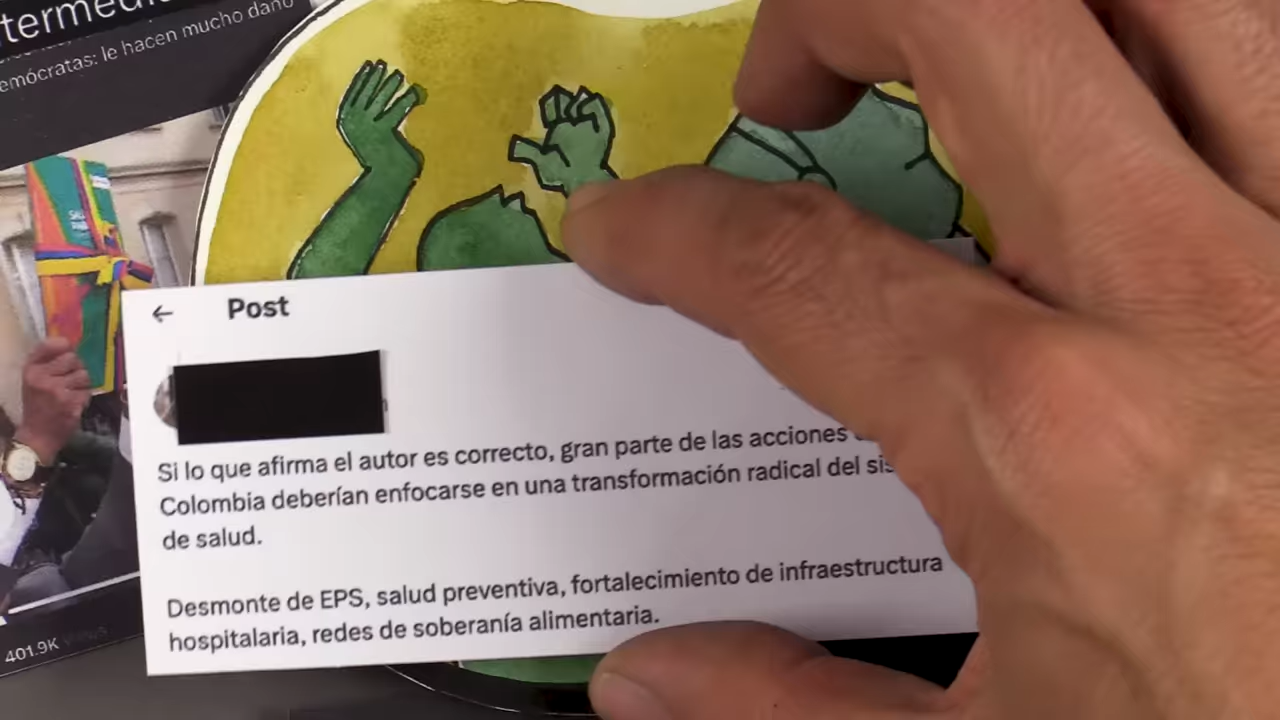 emócratas: le hacen mucho daño
← Post
Si lo que afirma el autor es correcto, gran parte de las acciones
Colombia deberían enfocarse en una transformación radical del
de salud.
Desmonte de EPS, salud preventiva, fortalecimiento de infraestructura
hospitalaria, redes de soberanía alimentaria.
401.9K Views